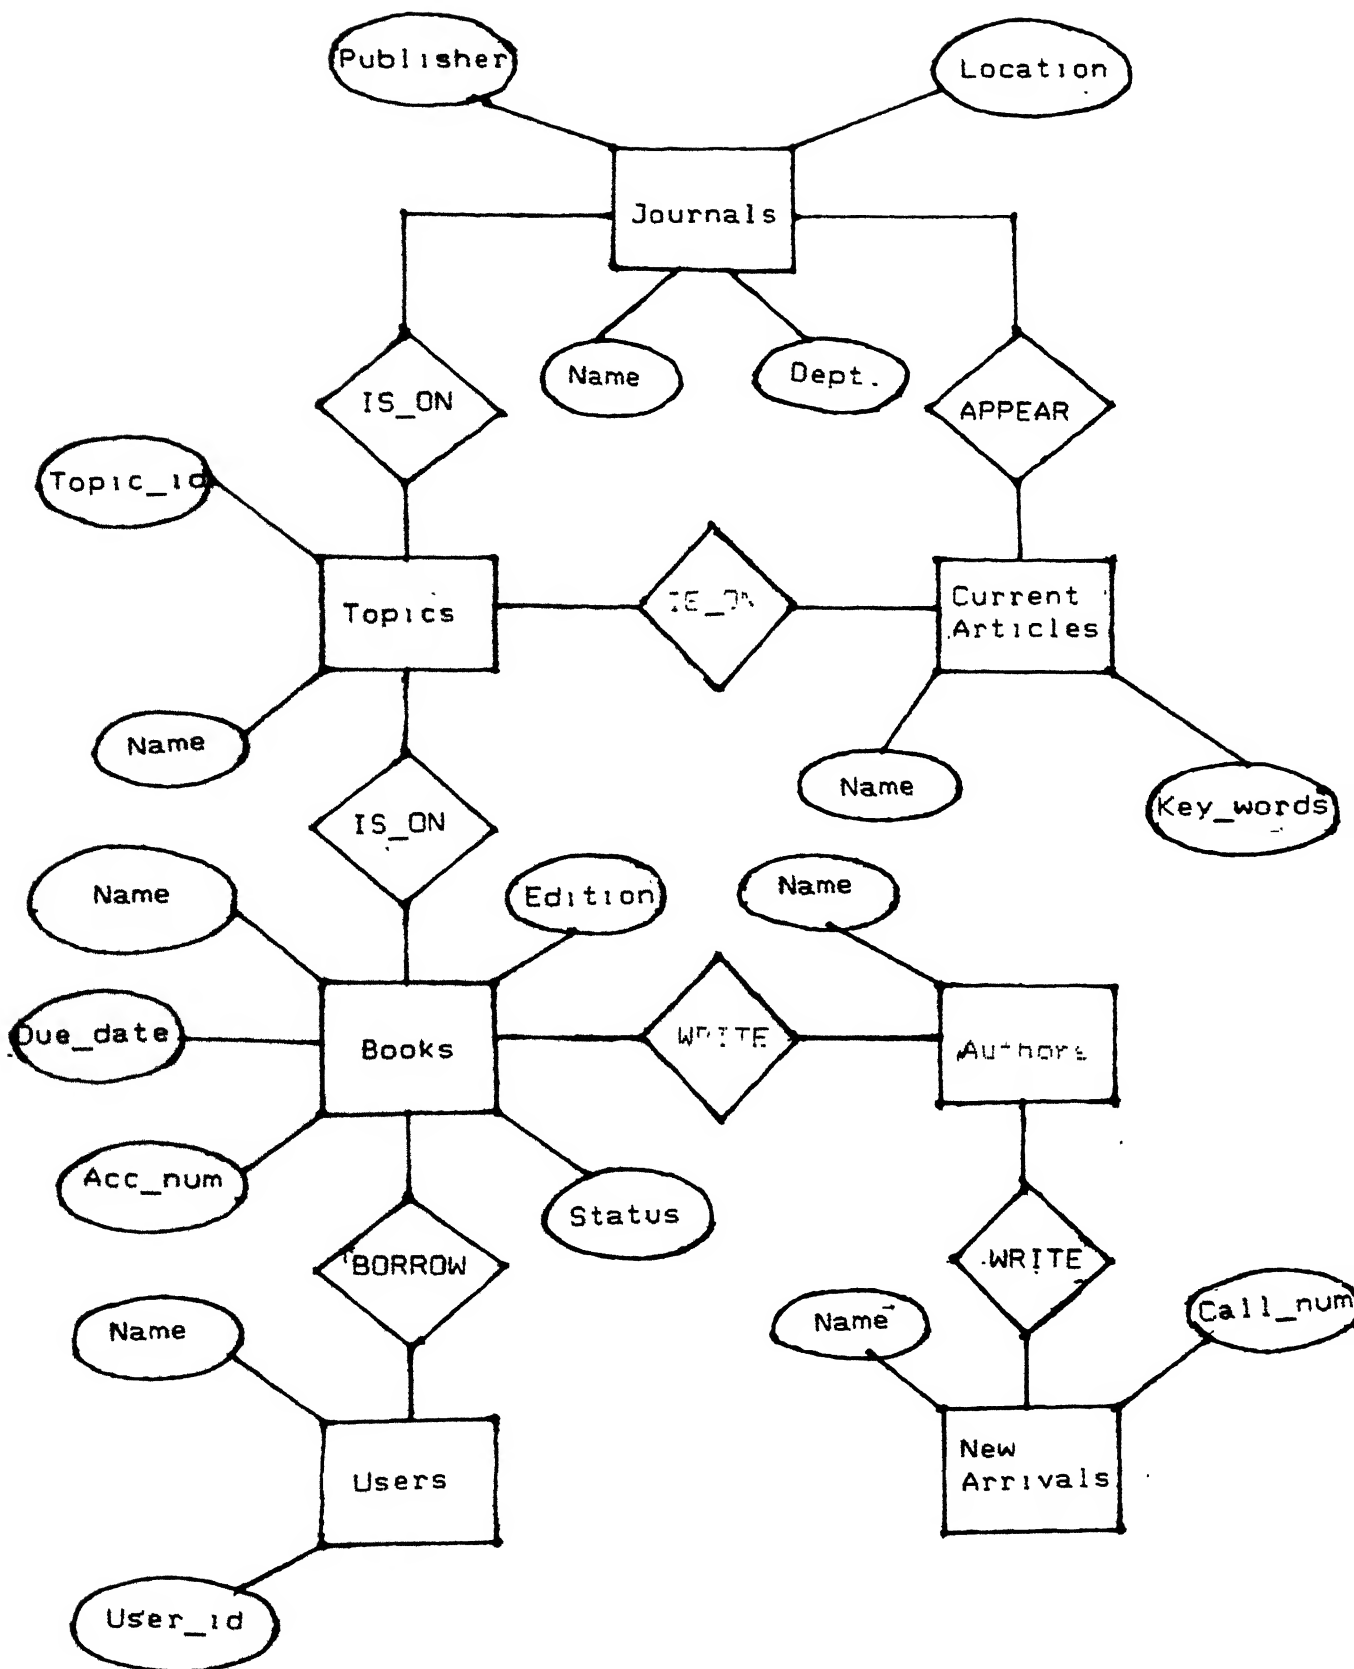 Publisher
Location
Journals
Name
Dept.
IS_ON
APPEAR
Topic_id
Topics
Current
Articles
Name
Name
Key_words
IS_ON
Name
Edition
Name
Due_date
Books
WRITE
Authors
Acc_num
Status
BORROW
WRITE
Name
Name
Call_num
Users
New
Arrivals
User_id